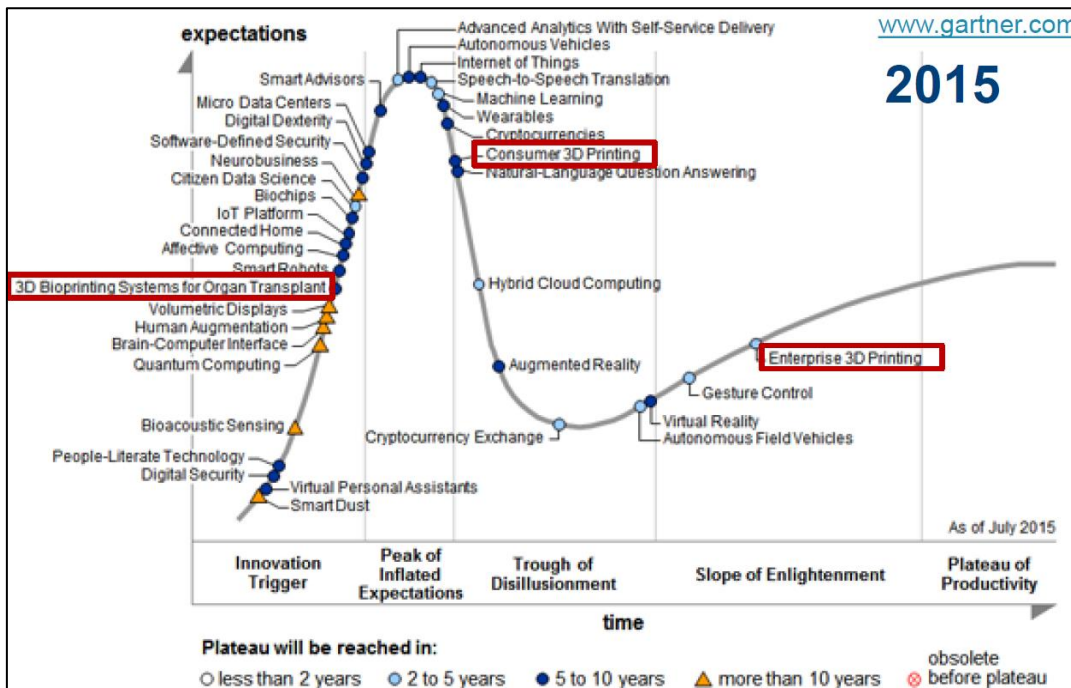 expectations
www.gartner.com
2015
Advanced Analytics With Self-Service Delivery
Autonomous Vehicles
Internet of Things
Speech-to-Speech Translation
Machine Learning
Wearables
Cryptocurrencies
Consumer 3D Printing
Natural-Language Question Answering
Smart Advisors
Micro Data Centers
Digital Dexterity
Software-Defined Security
Neurobusiness
Citizen Data Science
Biochips
IoT Platform
Connected Home
Affective Computing
Smart Robots
3D Bioprinting Systems for Organ Transplant
Volumetric Displays
Human Augmentation
Brain-Computer Interface
Quantum Computing
Bioacoustic Sensing
People-Literate Technology
Digital Security
Virtual Personal Assistants
Smart Dust
Hybrid Cloud Computing
Augmented Reality
Cryptocurrency Exchange
Enterprise 3D Printing
Gesture Control
Virtual Reality
Autonomous Field Vehicles
As of July 2015
Innovation
Trigger
Peak of
Inflated
Expectations
Trough of
Disillusionment
Slope of Enlightenment
Plateau of
Productivity
time
Plateau will be reached in:
less than 2 years
2 to 5 years
5 to 10 years
more than 10 years
obsolete
before plateau